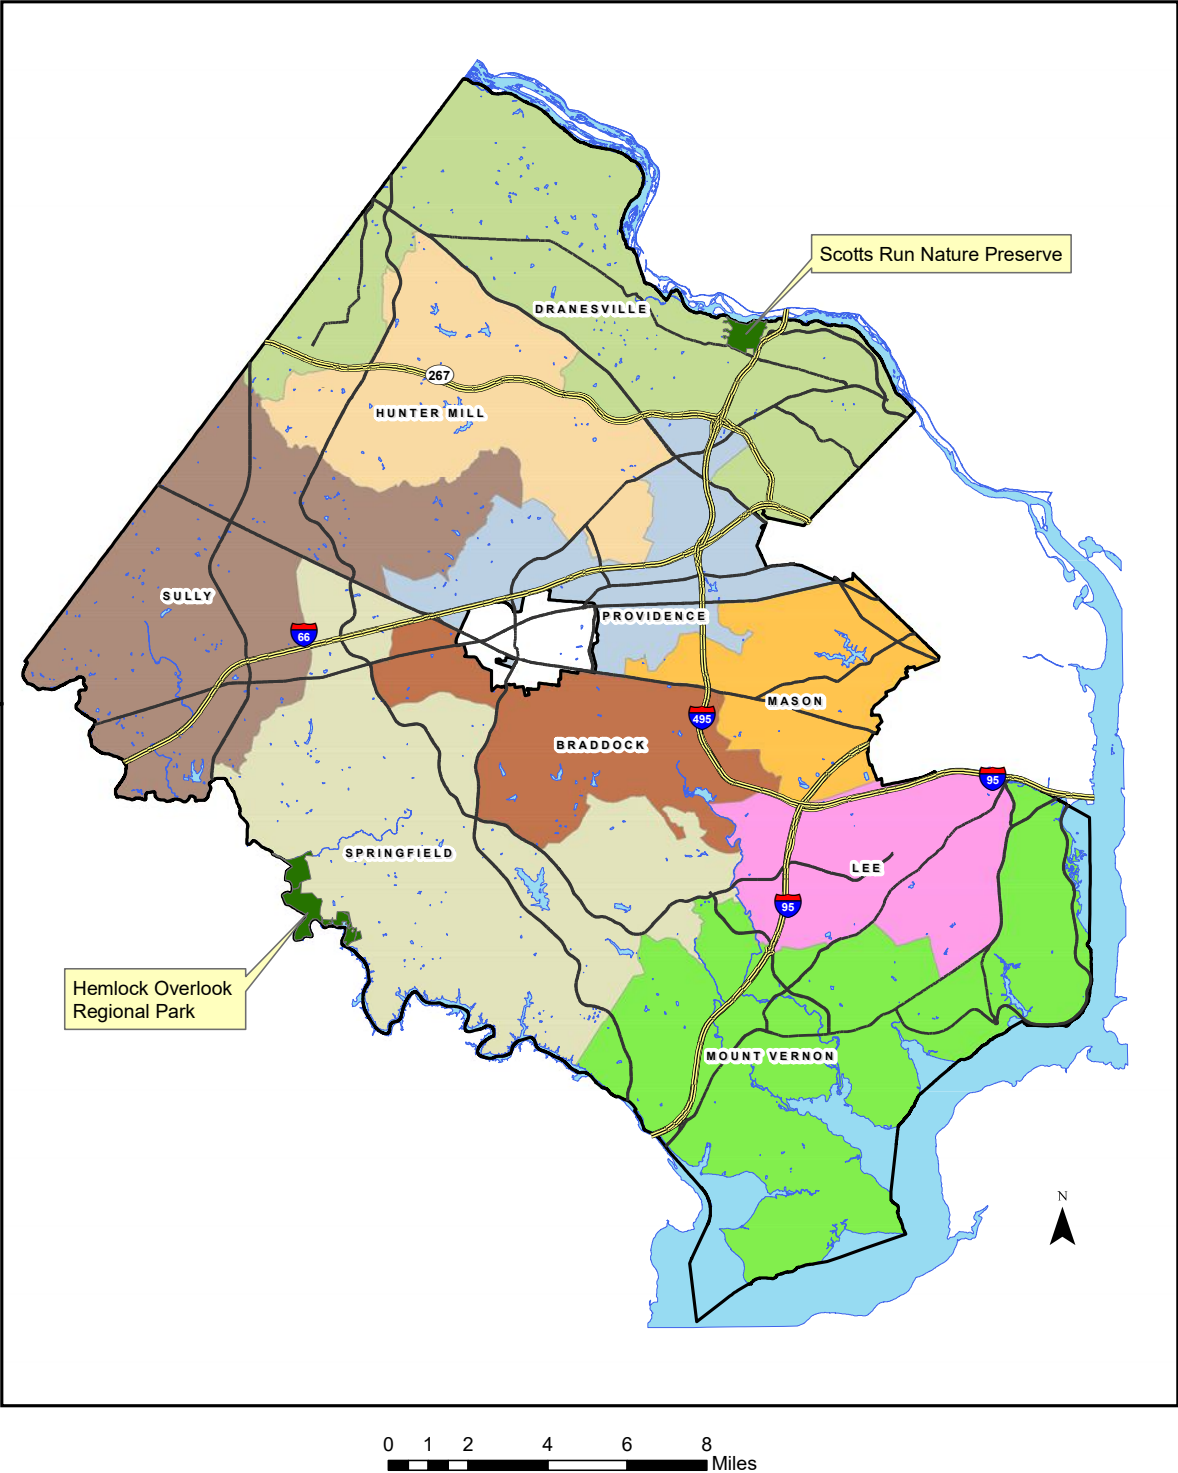 Scotts Run Nature Preserve
DRANESVILLE
267
HUNTER MILL
SULLY
66
PROVIDENCE
MASON
495
BRADDOCK
95
SPRINGFIELD
LEE
95
Hemlock Overlook
Regional Park
MOUNT VERNON
N
0 1 2 4 6 8
Miles